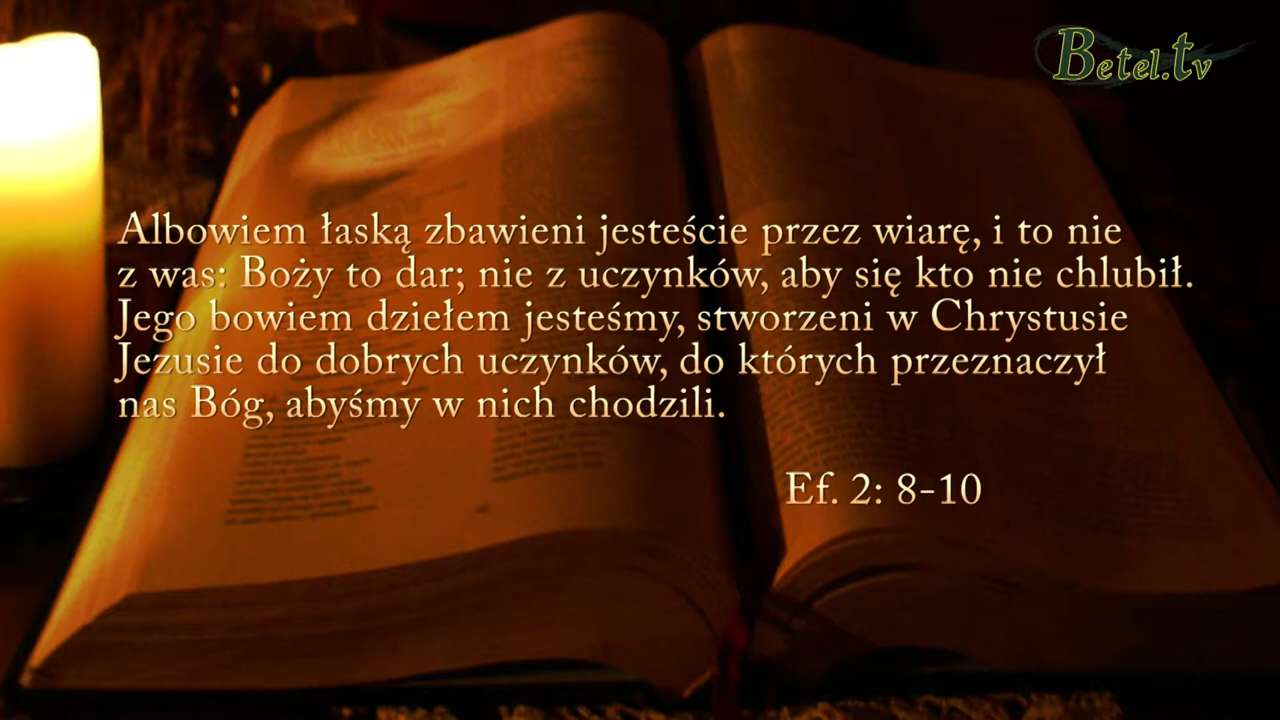 Betel.tv
Albowiem łaską zbawieni jesteście przez wiarę, i to nie
z was: Boży to dar; nie z uczynków, aby się kto nie chlubił.
Jego bowiem dziełem jesteśmy, stworzeni w Chrystusie
Jezusie do dobrych uczynków, do których przeznaczył
nas Bóg, abyśmy w nich chodzili.
Ef. 2: 8-10